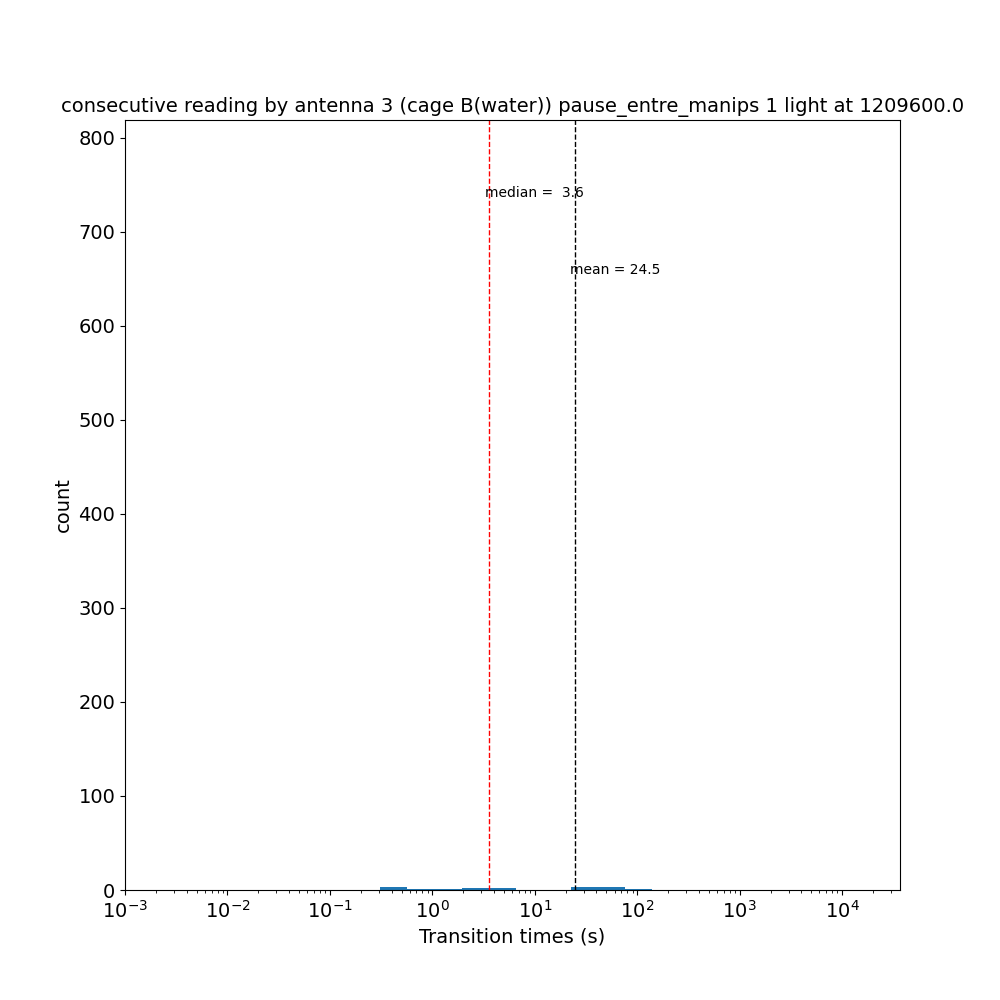 consecutive reading by antenna 3 (cage B(water)) pause_entre_manips 1 light at 1209600.0
800
median =  3.6
700
mean = 24.5
600
500
count
400
300
200
100
0
10⁻³ 10⁻² 10⁻¹ 10⁰ 10¹ 10² 10³ 10⁴
Transition times (s)